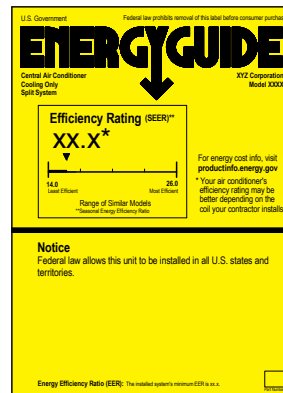 U.S. Government
Federal law prohibits removal of this label before consumer purchas
ENERGYGUIDE
Central Air Conditioner
Cooling Only
Split System
XYZ Corporation
Model XXXX
Efficiency Rating (SEER)**
XX.X*
14.0
Least Efficient
26.0
Most Efficient
Range of Similar Models
**Seasonal Energy Efficiency Ratio
For energy cost info, visit
productinfo.energy.gov
* Your air conditioner's
efficiency rating may be
better depending on the
coil your contractor installs
Notice
Federal law allows this unit to be installed in all U.S. states and
territories.
Energy Efficiency Ratio (EER): The installed system's minimum EER is xx.x.